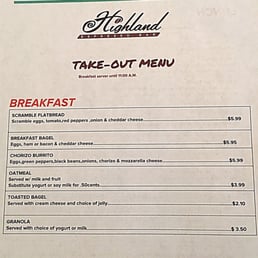 Highland
ESPRESSO BAR
TAKE-OUT MENU
Breakfast server until 11:00 A.M.
BREAKFAST
SCRAMBLE FLATBREAD
Scramble eggs, tomato,red peppers ,onion & cheddar cheese $5.99
BREAKFAST BAGEL
Eggs, ham or bacon & cheddar cheese $5.95
CHORIZO BURRITO
Eggs,green peppers,black beans,onions, chorizo & mozzarella cheese $5.99
OATMEAL
Served w/ milk and fruit
Substitute yogurt or soy milk for .50cents. $3.99
TOASTED BAGEL
Served with cream cheese and choice of jelly $2.10
GRANOLA
Served with choice of yogurt or milk $ 3.50